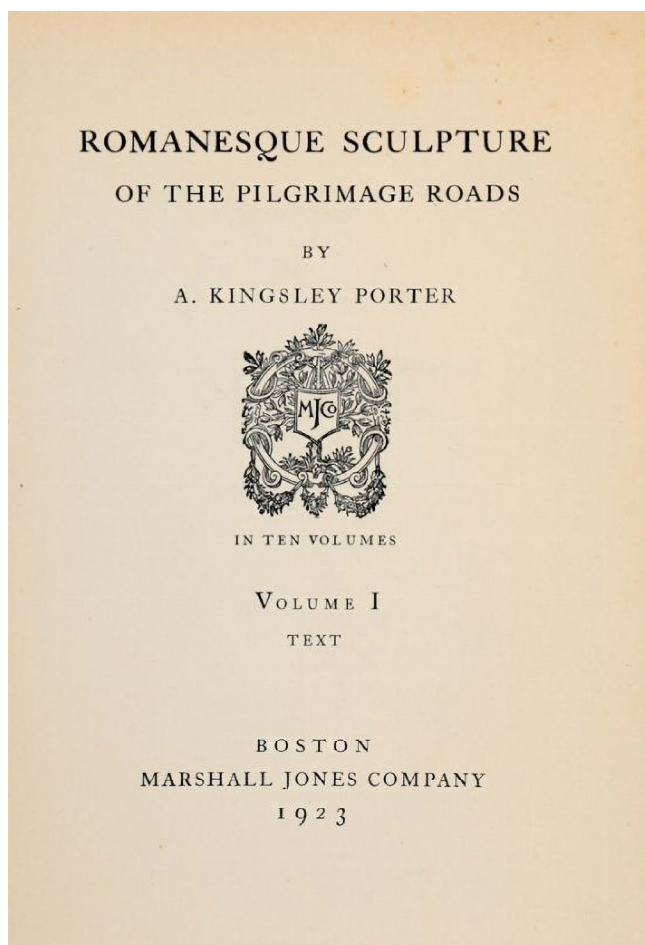 ROMANESQUE SCULPTURE
OF THE PILGRIMAGE ROADS
BY
A. KINGSLEY PORTER
MJCo
IN TEN VOLUMES
VOLUME I
TEXT
BOSTON
MARSHALL JONES COMPANY
1923